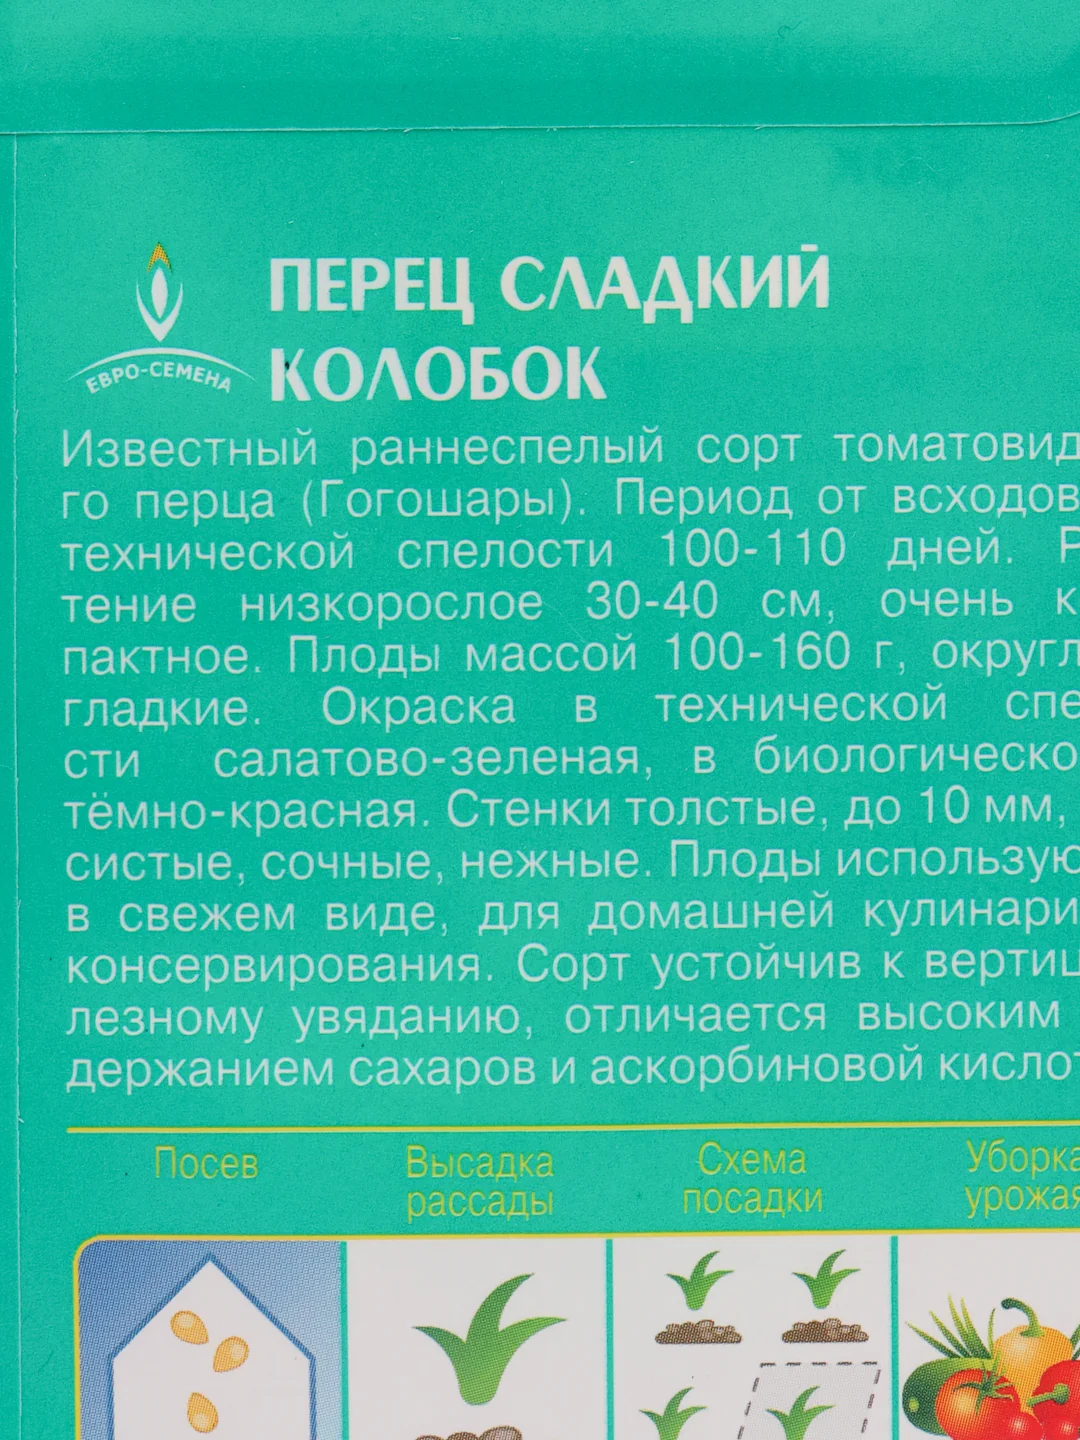 ПЕРЕЦ СЛАДКИЙ
КОЛОБОК
ЕВРО-СЕМЕНА
Известный раннеспелый сорт томатовид
го перца (Гогошары). Период от всходов
технической спелости 100-110 дней. Р
тение низкорослое 30-40 см, очень к
пактное. Плоды массой 100-160 г, округл
гладкие. Окраска в технической спе
сти салатово-зеленая, в биологическо
тёмно-красная. Стенки толстые, до 10 мм,
систые, сочные, нежные. Плоды использую
в свежем виде, для домашней кулинари
консервирования. Сорт устойчив к вертиц
лезному увяданию, отличается высоким
держанием сахаров и аскорбиновой кислот
Посев
Высадка
рассады
Схема
посадки
Уборка
урожая